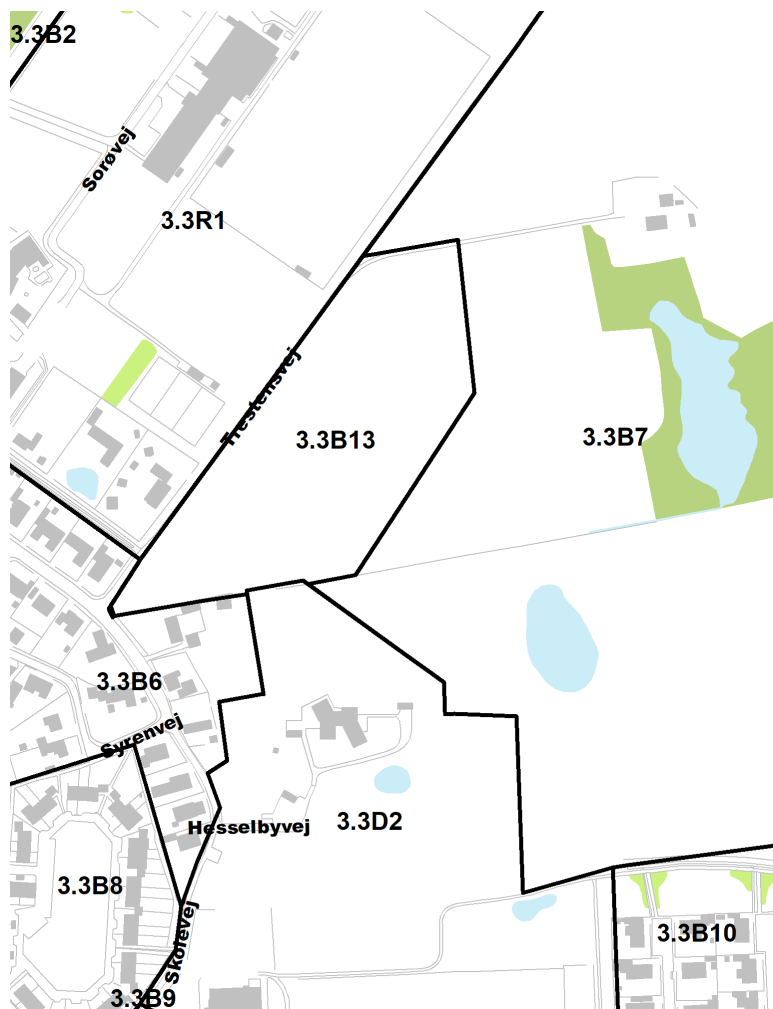 3.3B2
Sorøvej
3.3R1
Trestensvej
3.3B13
3.3B7
3.3B6
Syrenvej
Hesselbyvej
3.3D2
3.3B8
Skolevej
3.3B10
3.3B9